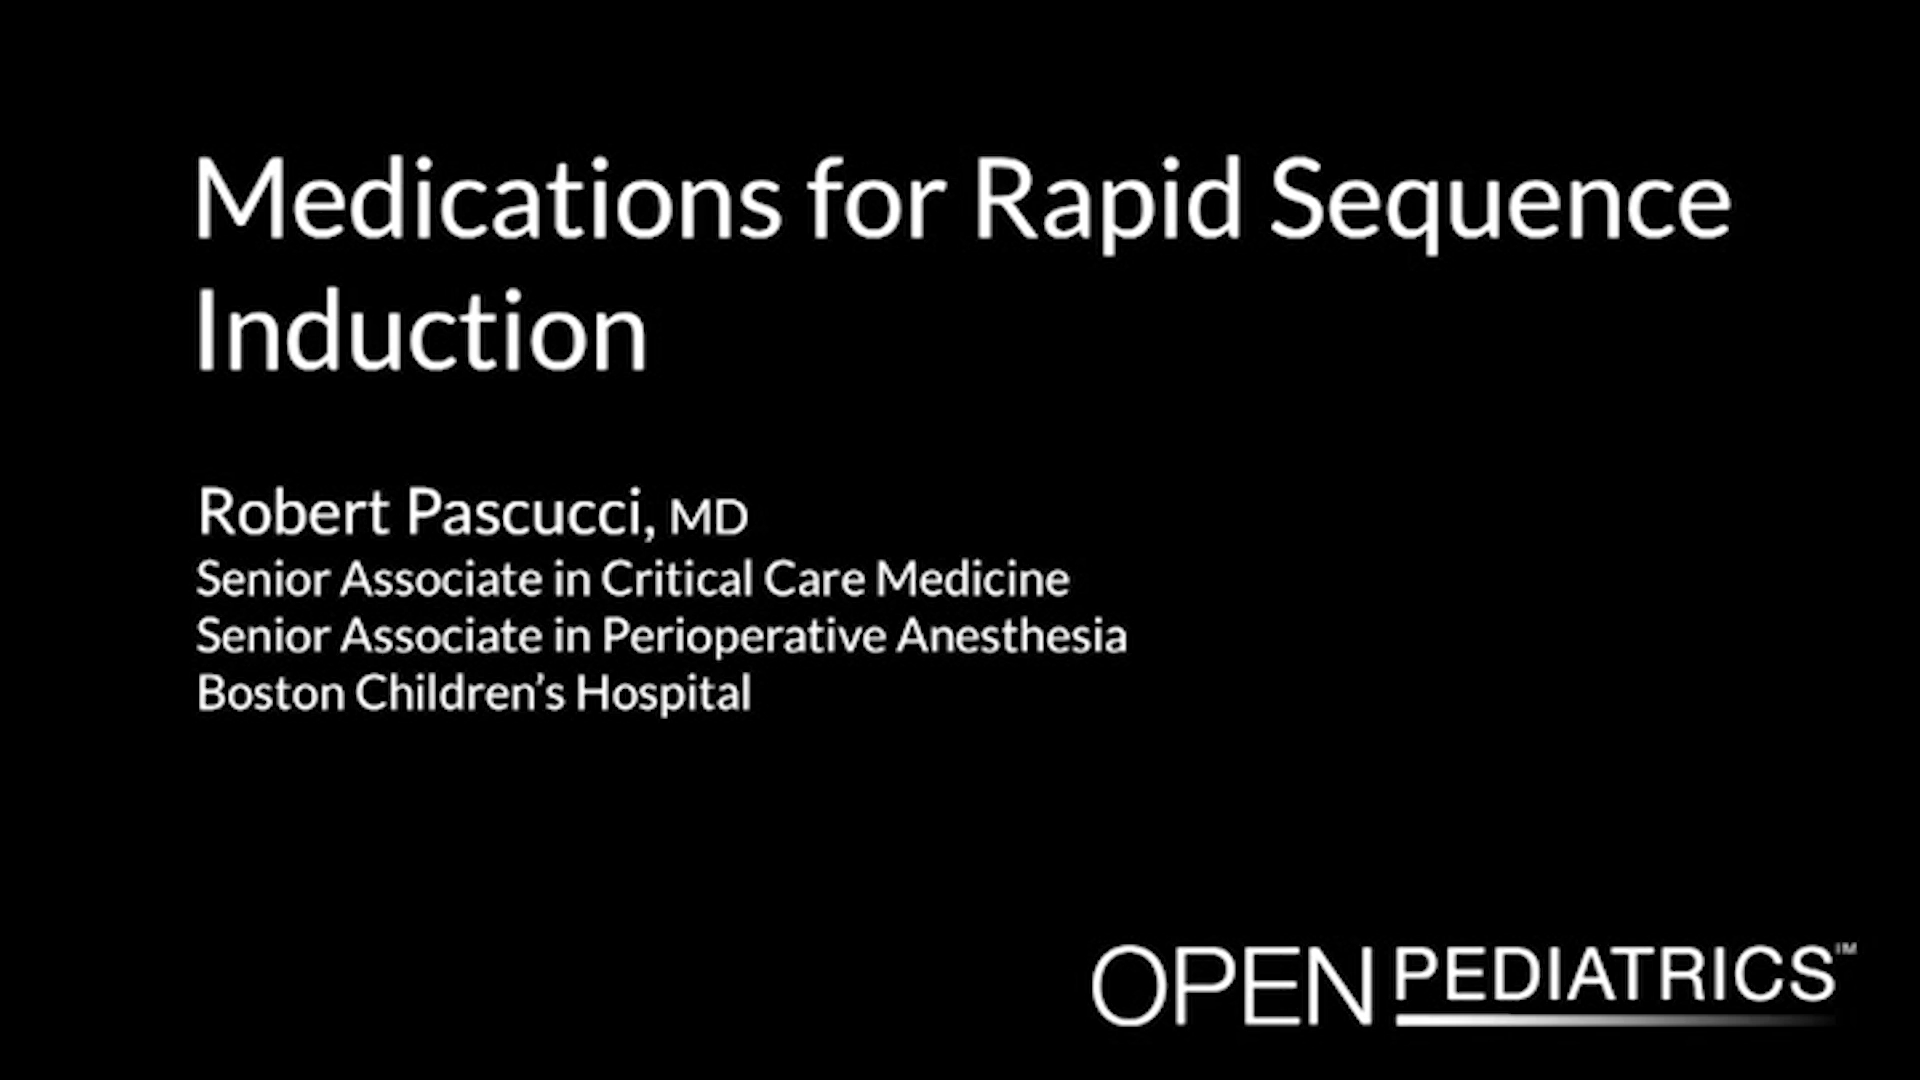 Medications for Rapid Sequence
Induction
Robert Pascucci, MD
Senior Associate in Critical Care Medicine
Senior Associate in Perioperative Anesthesia
Boston Children’s Hospital
OPEN PEDIATRICS™